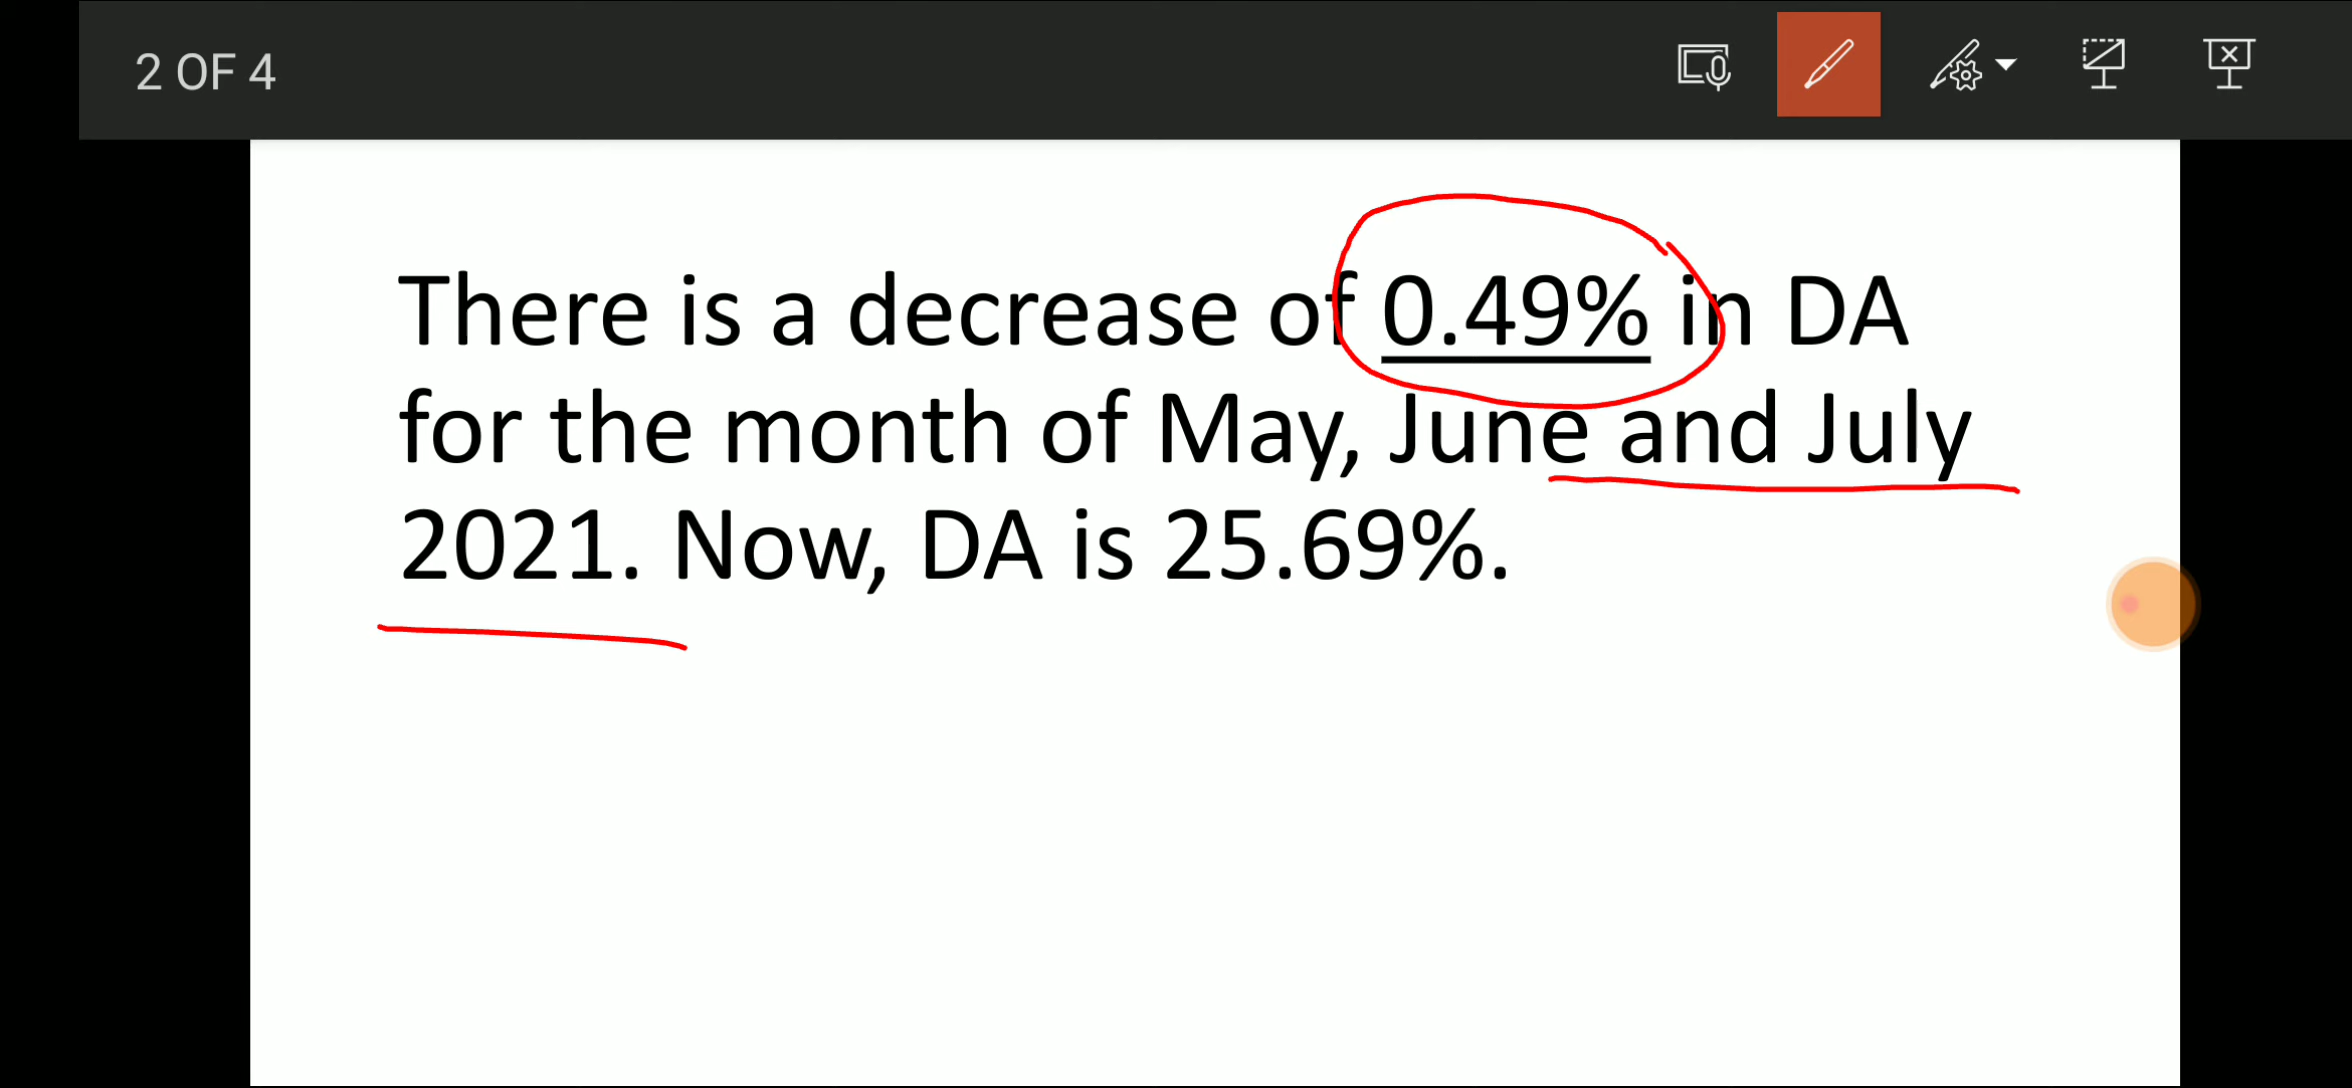 2 OF 4
There is a decrease of 0.49% in DA
for the month of May, June and July
2021. Now, DA is 25.69%.